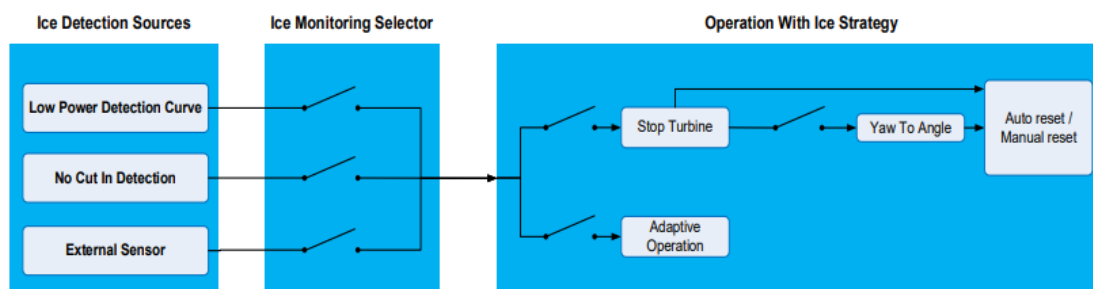 Ice Detection Sources
Ice Monitoring Selector
Operation With Ice Strategy
Low Power Detection Curve
No Cut In Detection
External Sensor
Stop Turbine
Yaw To Angle
Auto reset /
Manual reset
Adaptive
Operation